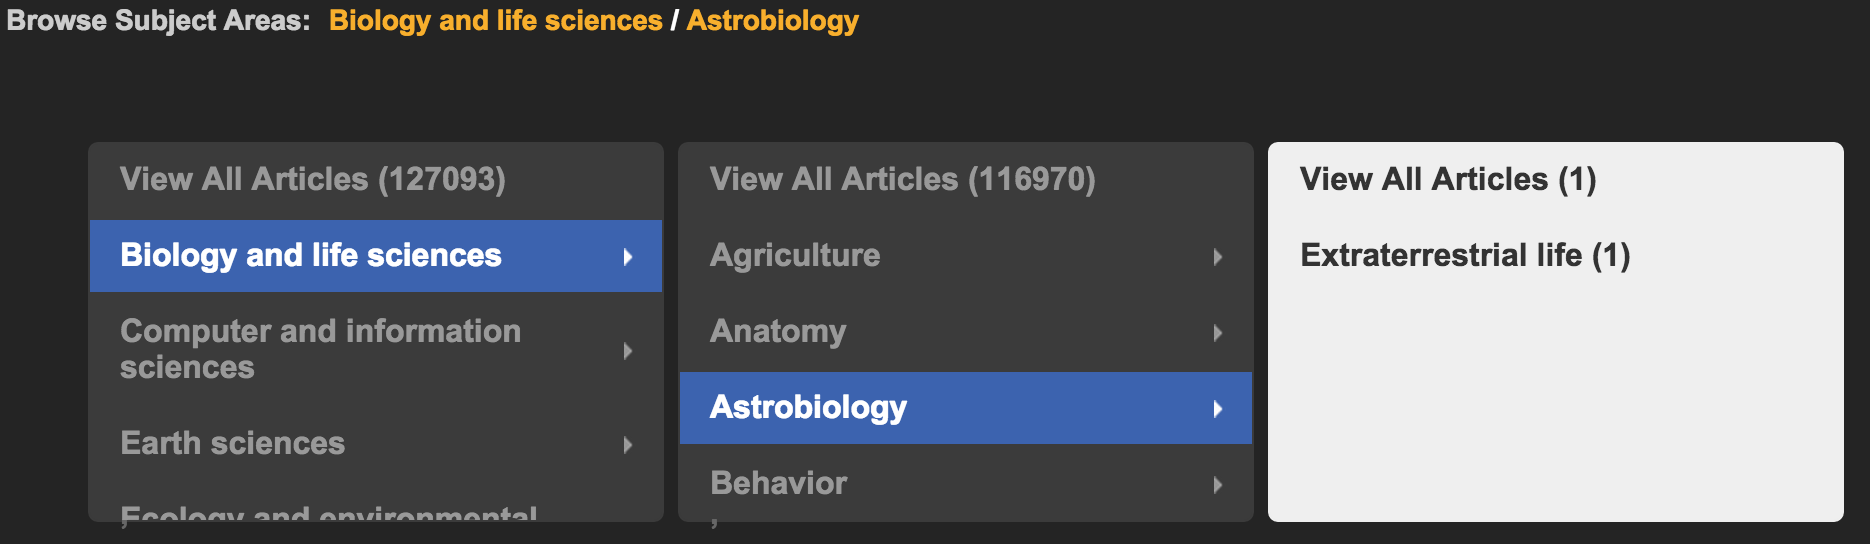 Browse Subject Areas: Biology and life sciences / Astrobiology
View All Articles (127093)
Biology and life sciences
Computer and information
sciences
Earth sciences
Ecology and environmental
View All Articles (116970)
Agriculture
Anatomy
Astrobiology
Behavior
View All Articles (1)
Extraterrestrial life (1)